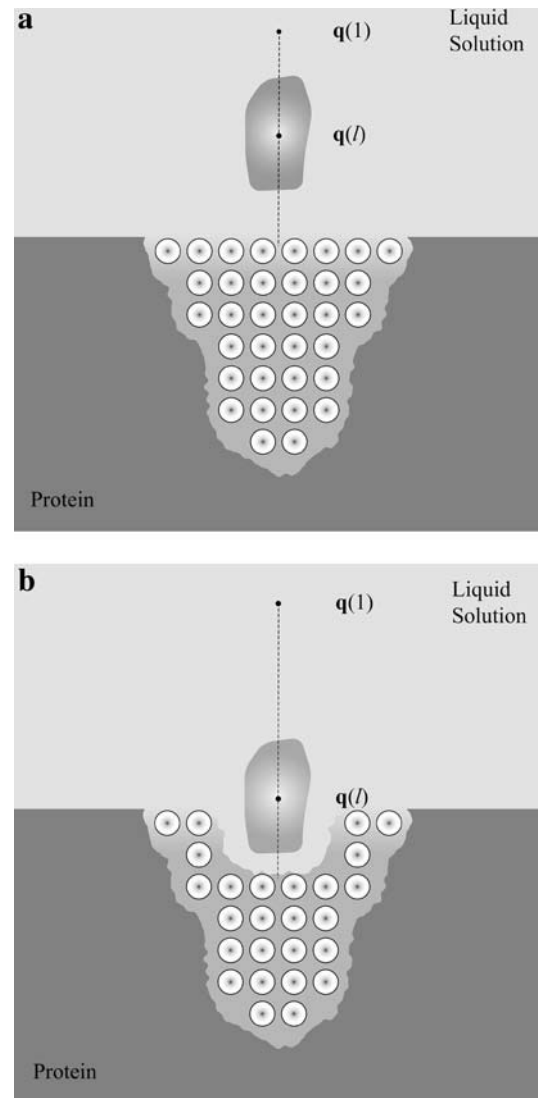 a
Liquid
Solution
q(1)
q(l)
Protein
b
Liquid
Solution
q(1)
q(l)
Protein